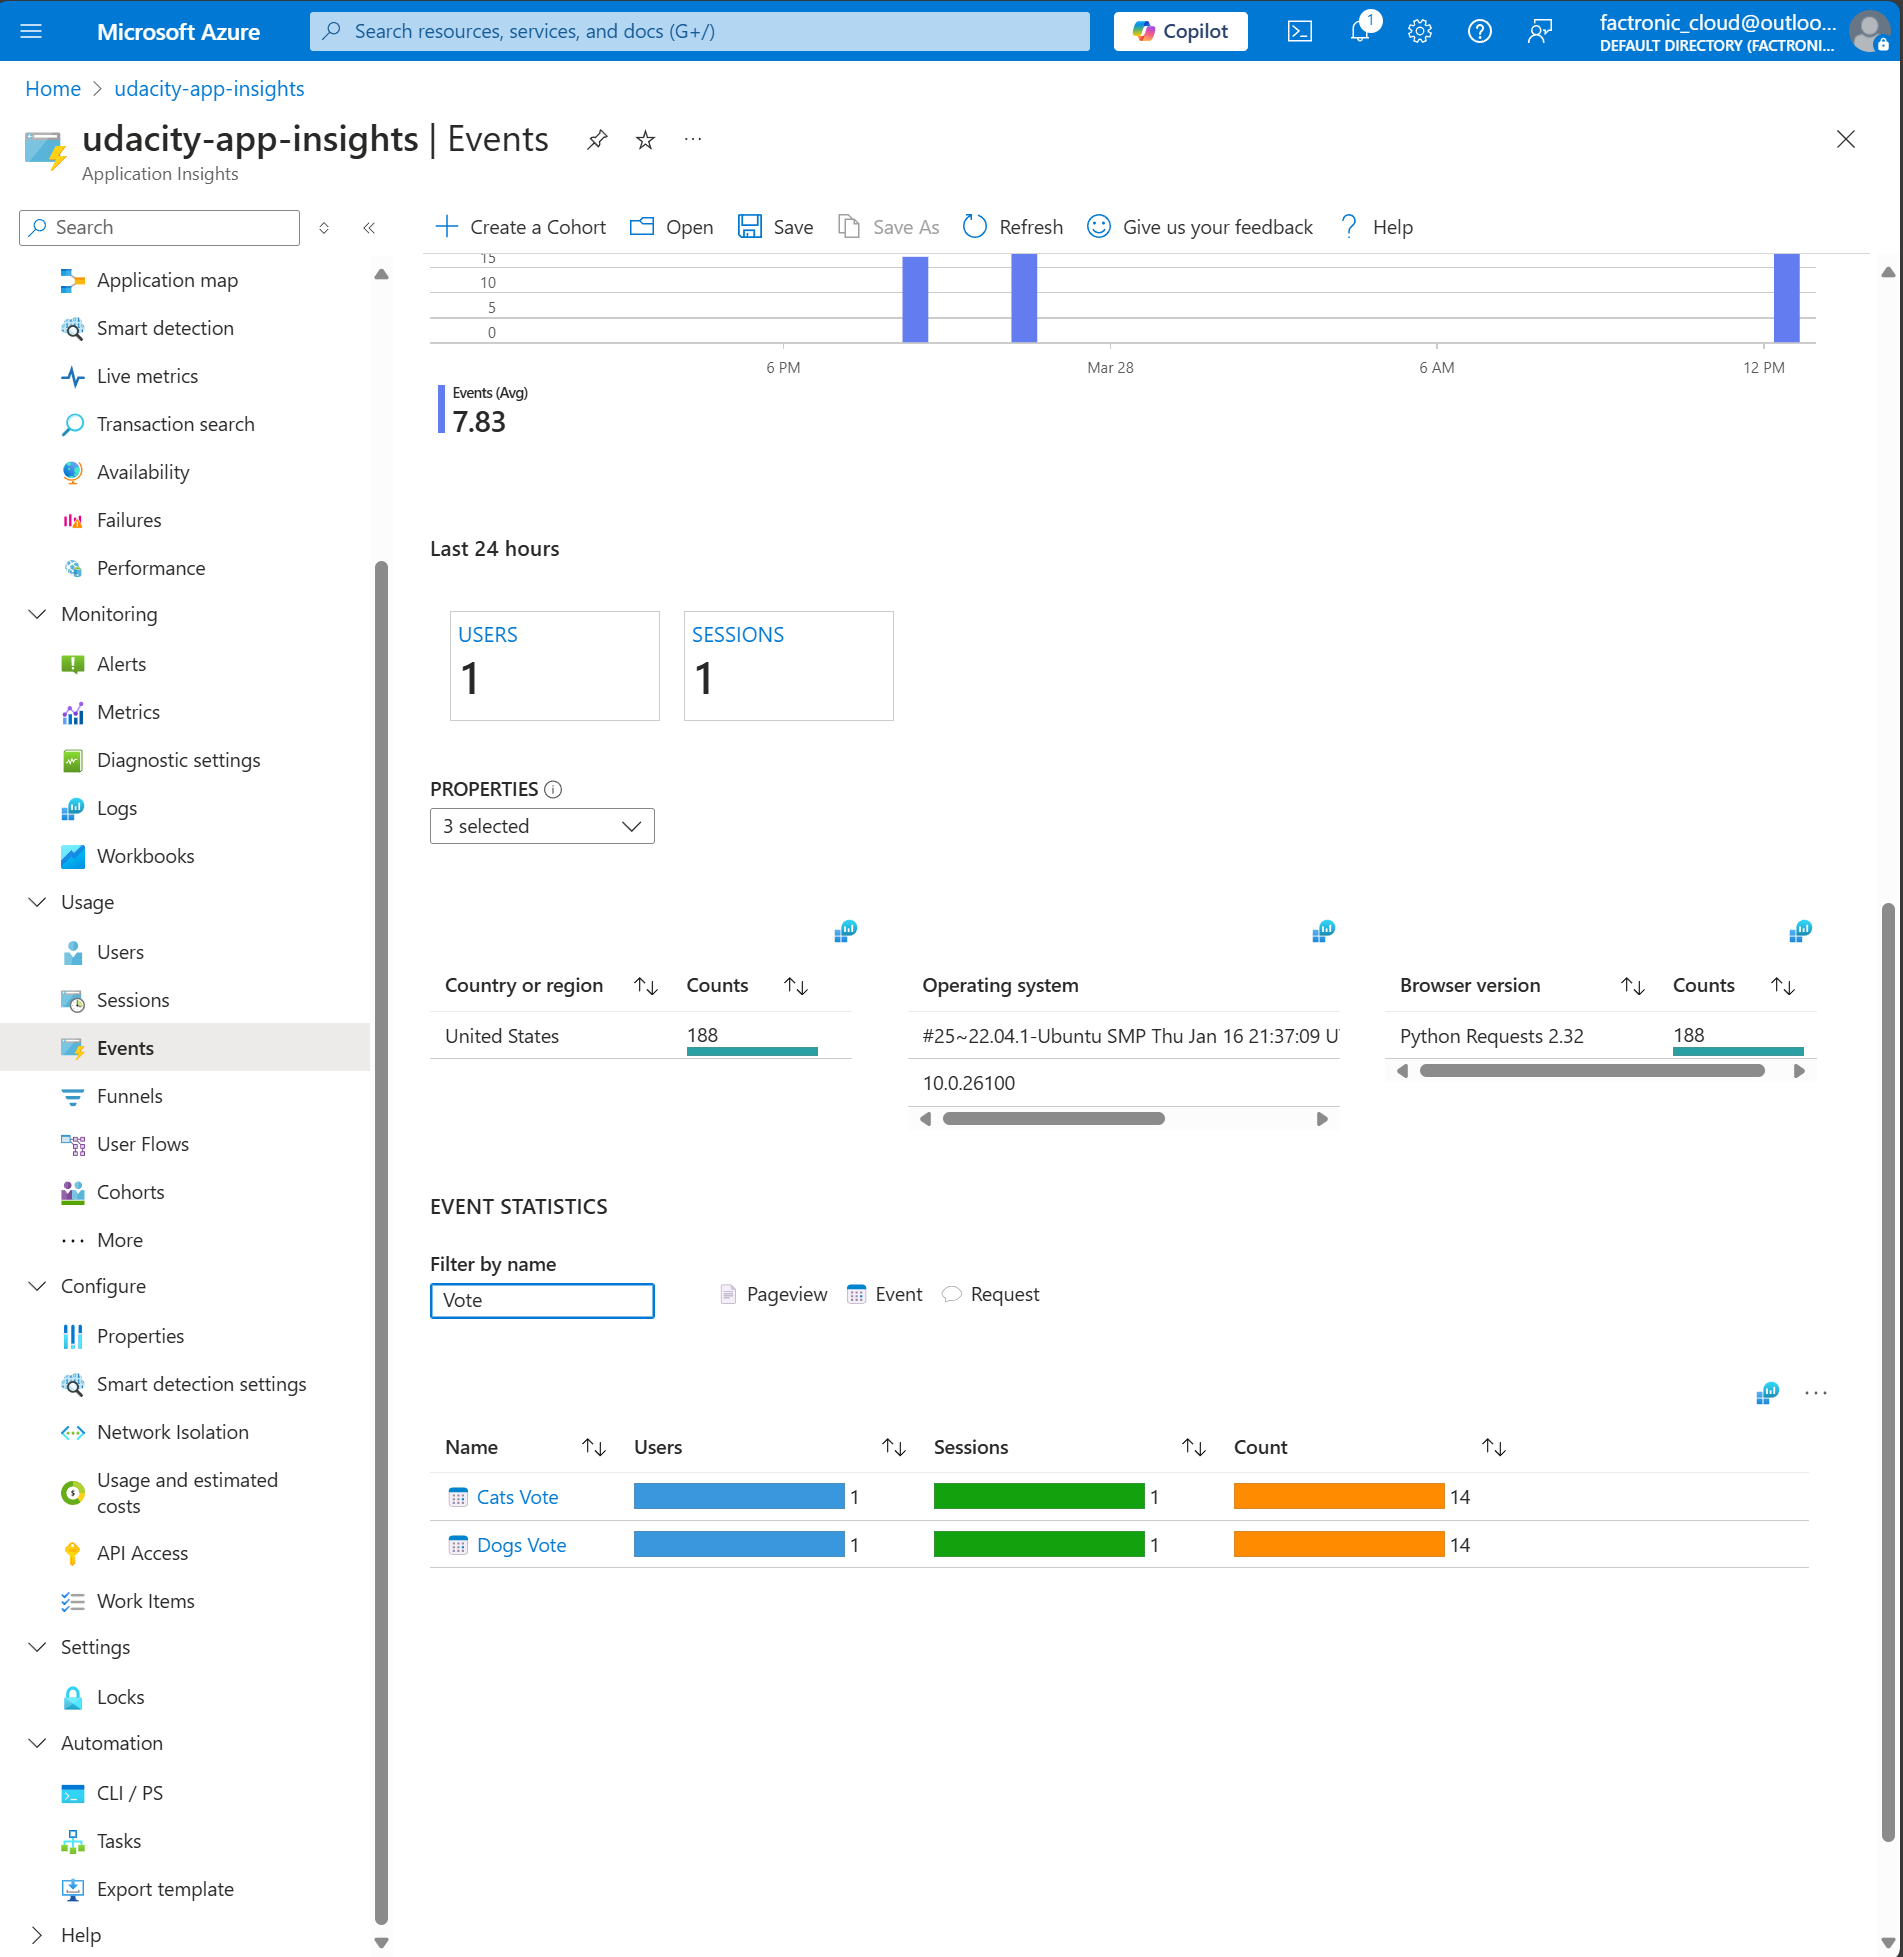 Microsoft Azure
Search resources, services, and docs (G+/)
Copilot
1
factronic_cloud@outloo...
DEFAULT DIRECTORY (FACTRONI...
Home > udacity-app-insights
udacity-app-insights | Events
Application Insights
Search
Create a Cohort
Open
Save
Save As
Refresh
Give us your feedback
Help
Application map
Smart detection
Live metrics
Transaction search
Availability
Failures
Performance
Monitoring
Alerts
Metrics
Diagnostic settings
Logs
Workbooks
Usage
Users
Sessions
Events
Funnels
User Flows
Cohorts
More
Configure
Properties
Smart detection settings
Network Isolation
Usage and estimated
costs
API Access
Work Items
Settings
Locks
Automation
CLI / PS
Tasks
Export template
Help
15
10
5
0
6 PM Mar 28 6 AM 12 PM
Events (Avg)
7.83
Last 24 hours
USERS
1
SESSIONS
1
PROPERTIES
3 selected
Country or region Counts
United States 188
Operating system
#25~22.04.1-Ubuntu SMP Thu Jan 16 21:37:09 U
10.0.26100
Browser version Counts
Python Requests 2.32 188
EVENT STATISTICS
Filter by name
Vote
Pageview Event Request
Name Users Sessions Count
Cats Vote 1 1 14
Dogs Vote 1 1 14